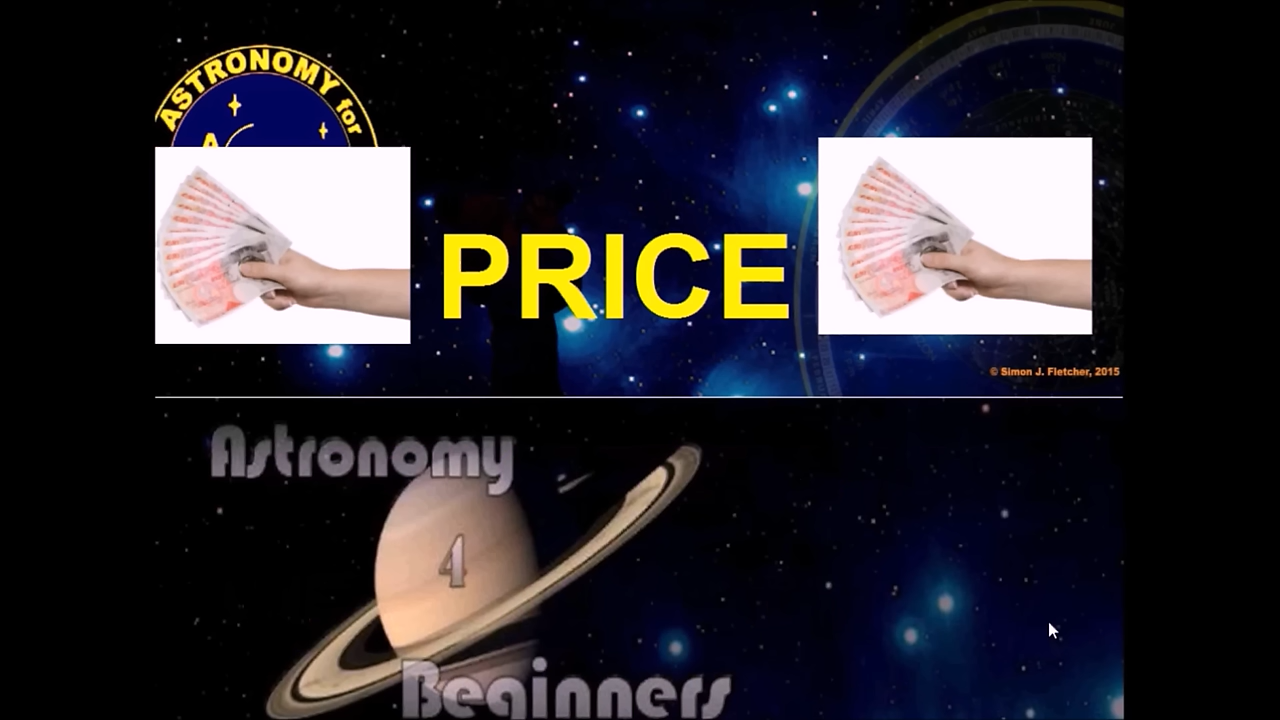 ASTRONOMY for
PRICE
© Simon J. Fletcher, 2015
Astronomy
4
Beginners